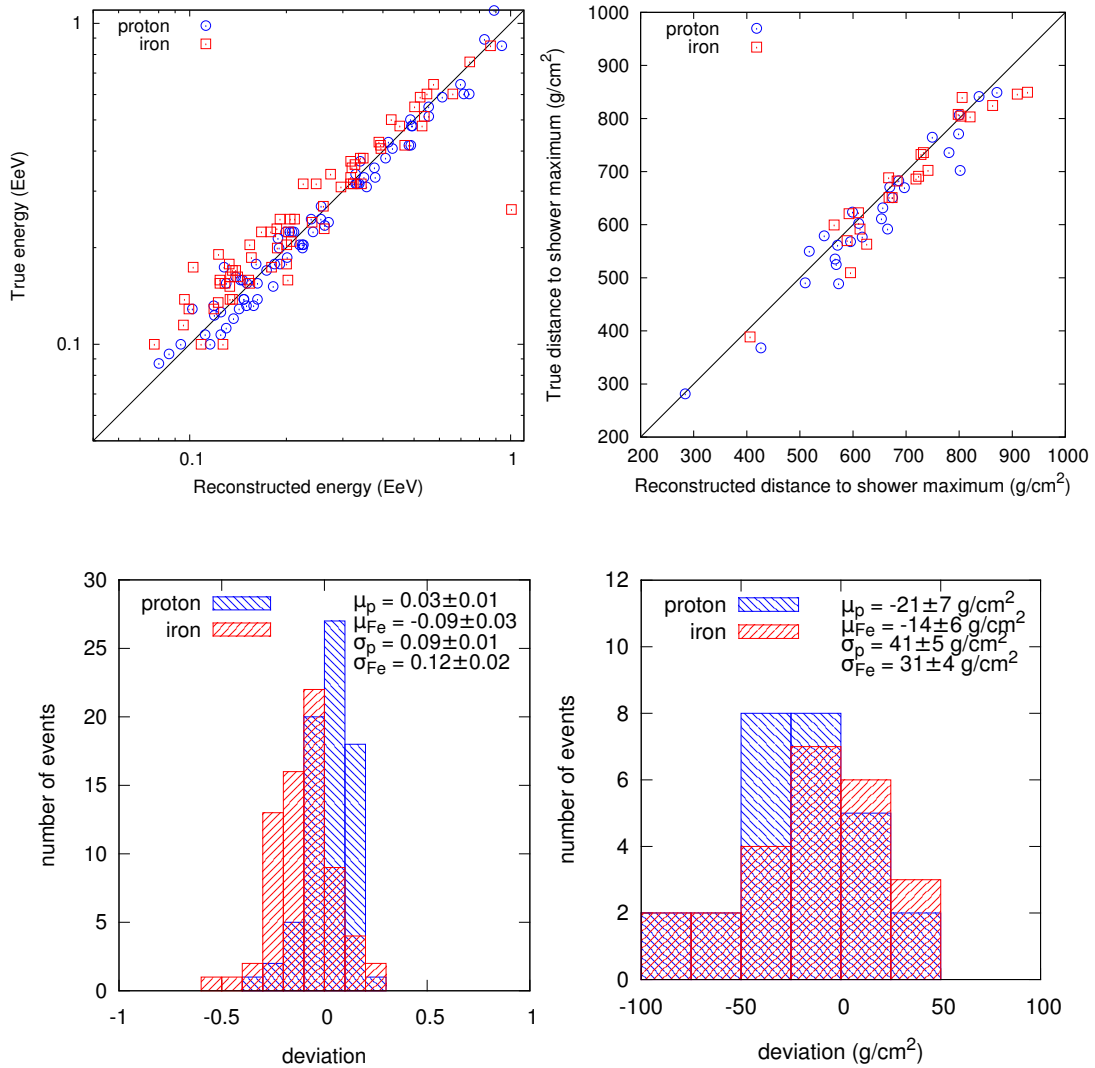 proton
iron
1
0.1
0.1 1
True energy (EeV)
Reconstructed energy (EeV)
proton
iron
1000
900
800
700
600
500
400
300
200
200 300 400 500 600 700 800 900 1000
True distance to shower maximum (g/cm²)
Reconstructed distance to shower maximum (g/cm²)
proton
iron
μp = 0.03±0.01
μFe = -0.09±0.03
σp = 0.09±0.01
σFe = 0.12±0.02
30
25
20
15
10
5
0
-1 -0.5 0 0.5 1
number of events
deviation
proton
iron
μp = -21±7 g/cm²
μFe = -14±6 g/cm²
σp = 41±5 g/cm²
σFe = 31±4 g/cm²
12
10
8
6
4
2
0
-100 -50 0 50 100
number of events
deviation (g/cm²)